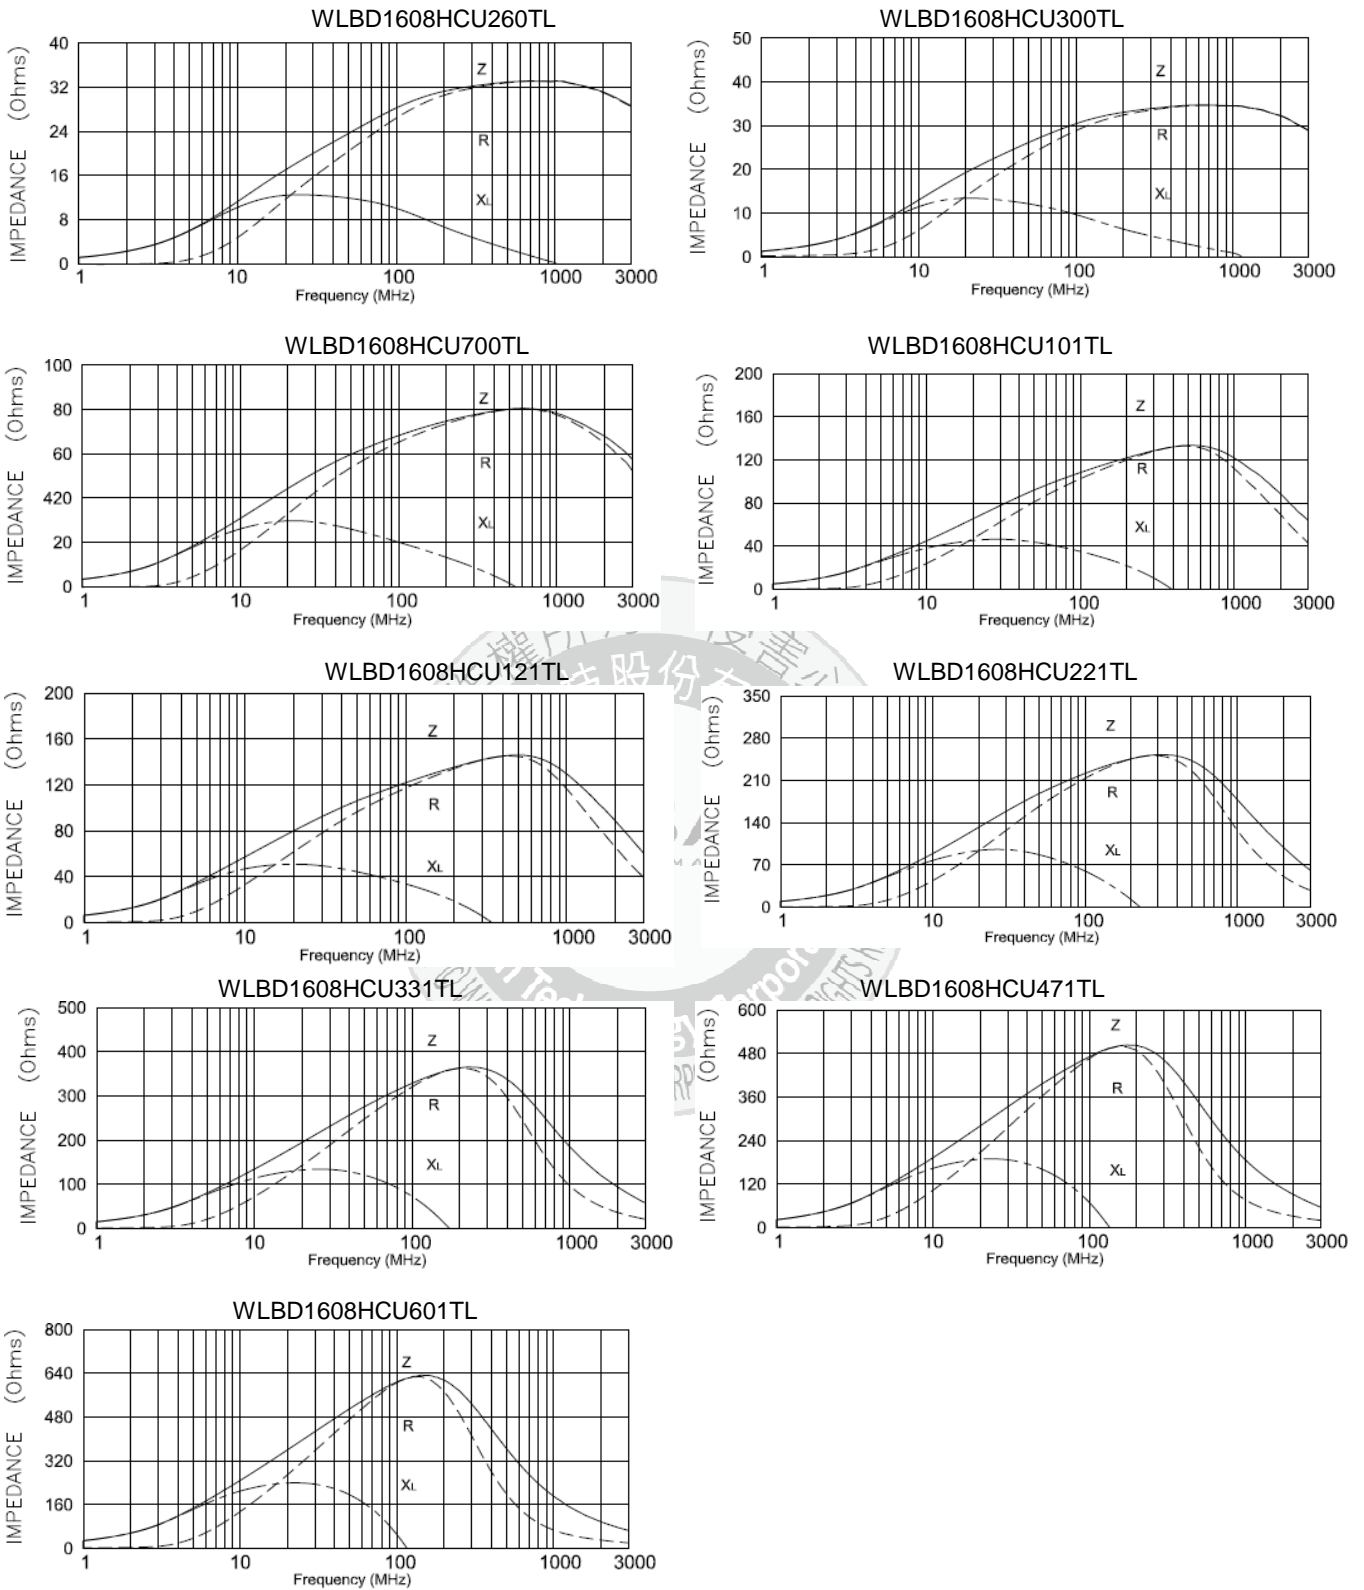 WLBD1608HCU260TL
IMPEDANCE (Ohms)
40
32
24
16
8
0
Z
R
XL
1 10 100 1000 3000
Frequency (MHz)
WLBD1608HCU300TL
IMPEDANCE (Ohms)
50
40
30
20
10
0
Z
R
XL
1 10 100 1000 3000
Frequency (MHz)
WLBD1608HCU700TL
IMPEDANCE (Ohms)
100
80
60
420
20
0
Z
R
XL
1 10 100 1000 3000
Frequency (MHz)
WLBD1608HCU101TL
IMPEDANCE (Ohms)
200
160
120
80
40
0
Z
R
XL
1 10 100 1000 3000
Frequency (MHz)
WLBD1608HCU121TL
IMPEDANCE (Ohms)
200
160
120
80
40
0
Z
R
XL
1 10 100 1000 3000
Frequency (MHz)
WLBD1608HCU221TL
IMPEDANCE (Ohms)
350
280
210
140
70
0
Z
R
XL
1 10 100 1000 3000
Frequency (MHz)
WLBD1608HCU331TL
IMPEDANCE (Ohms)
500
400
300
200
100
0
Z
R
XL
1 10 100 1000 3000
Frequency (MHz)
WLBD1608HCU471TL
IMPEDANCE (Ohms)
600
480
360
240
120
0
Z
R
XL
1 10 100 1000 3000
Frequency (MHz)
WLBD1608HCU601TL
IMPEDANCE (Ohms)
800
640
480
320
160
0
Z
R
XL
1 10 100 1000 3000
Frequency (MHz)
股份